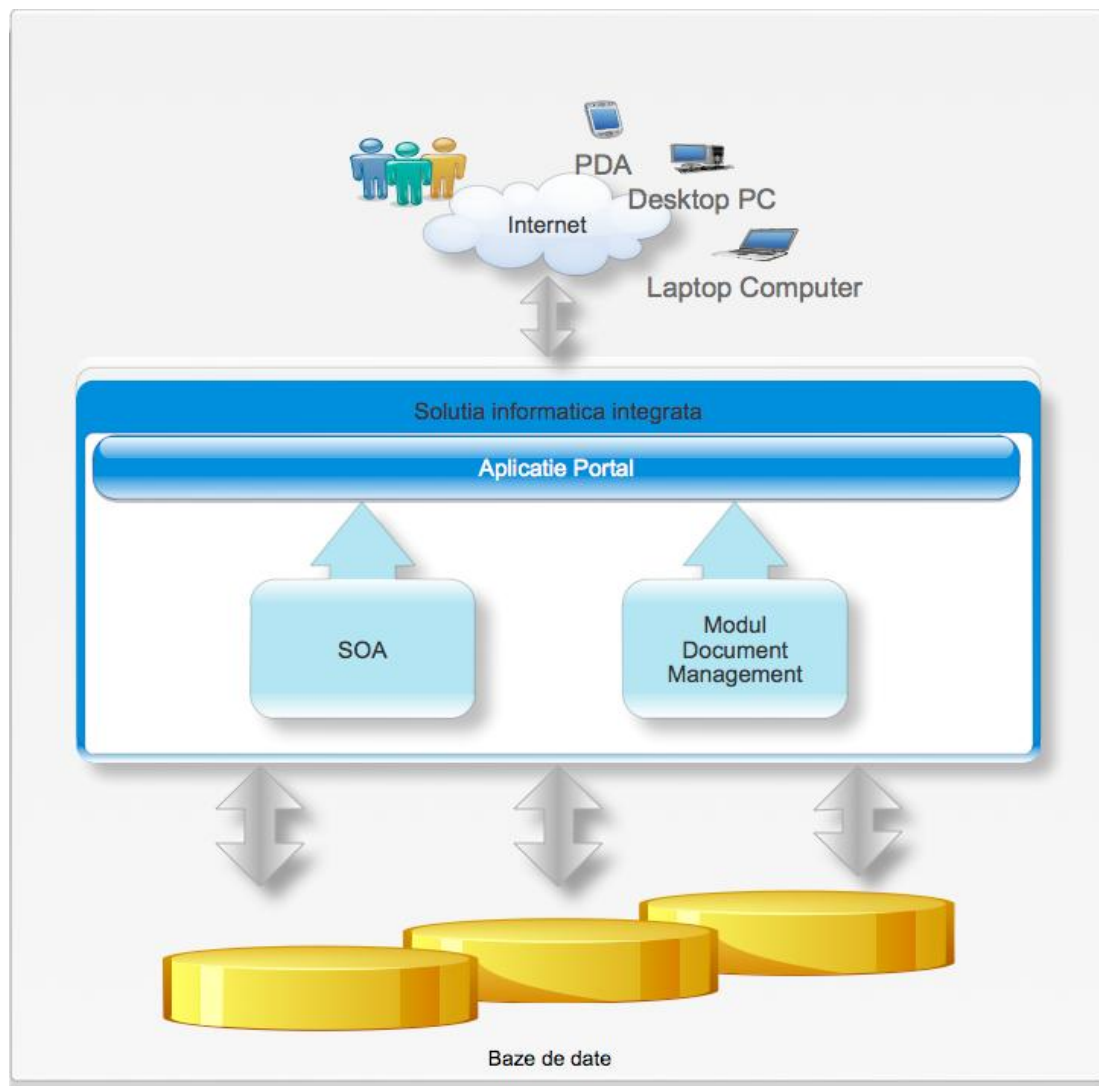 PDA
Desktop PC
Internet
Laptop Computer
Solutia informatica integrata
Aplicatie Portal
SOA
Modul
Document
Management
Baze de date